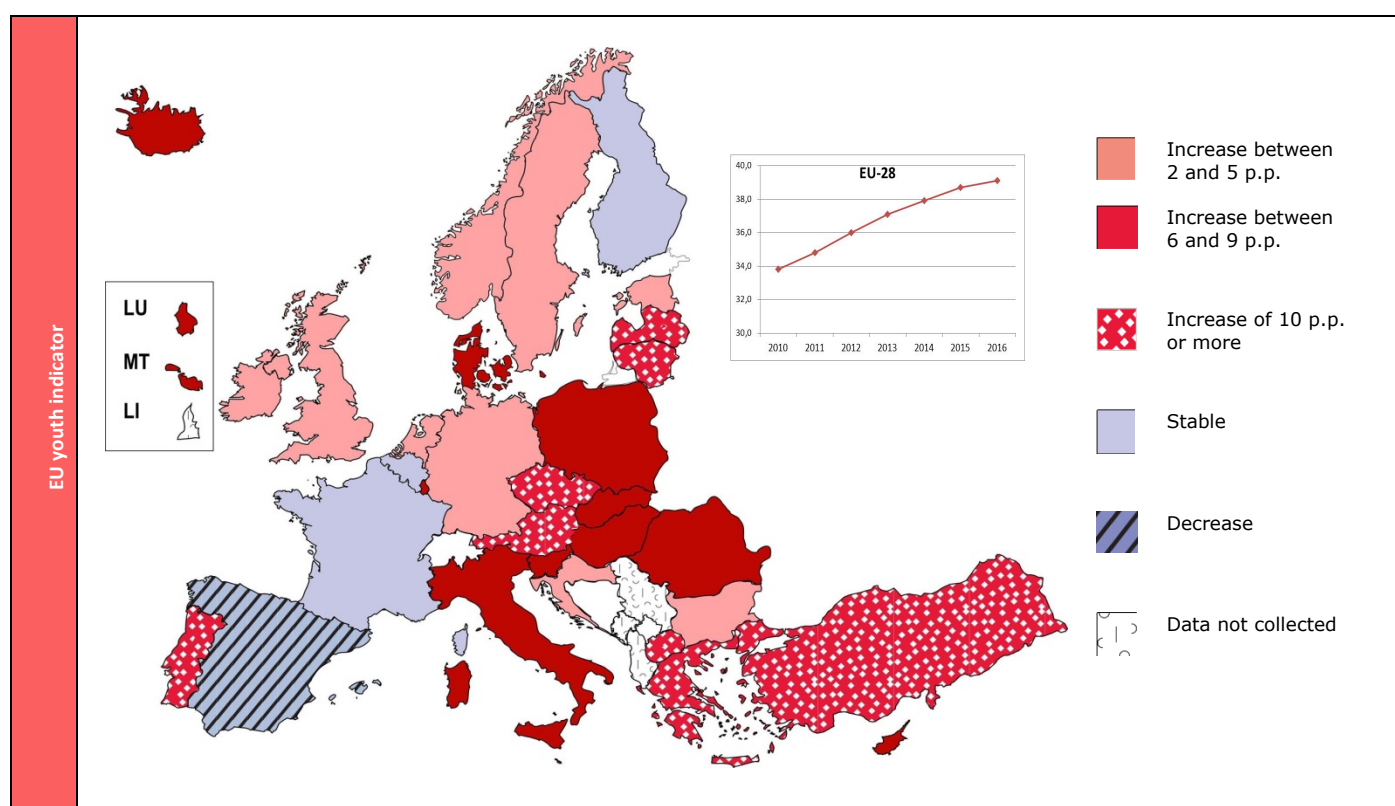 EU youth indicator
LU
MT
LI
EU-28
40,0
38,0
36,0
34,0
32,0
30,0
2010 2011 2012 2013 2014 2015 2016
Increase between
2 and 5 p.p.
Increase between
6 and 9 p.p.
Increase of 10 p.p.
or more
Stable
Decrease
Data not collected